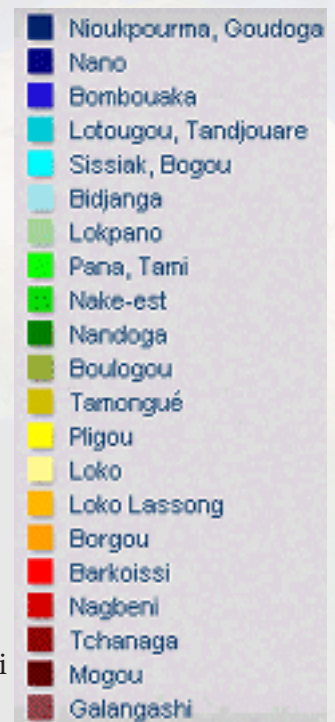 Nioukpourma, Goudoga
Nano
Bombouaka
Lotougou, Tandjouare
Sissiak, Bogou
Bidjanga
Lokpano
Pana, Tami
Nake-est
Nandoga
Boulogou
Tamongué
Pligou
Loko
Loko Lassong
Borgou
Barkoissi
Nagbeni
Tchanaga
i
Mogou
Galangashi